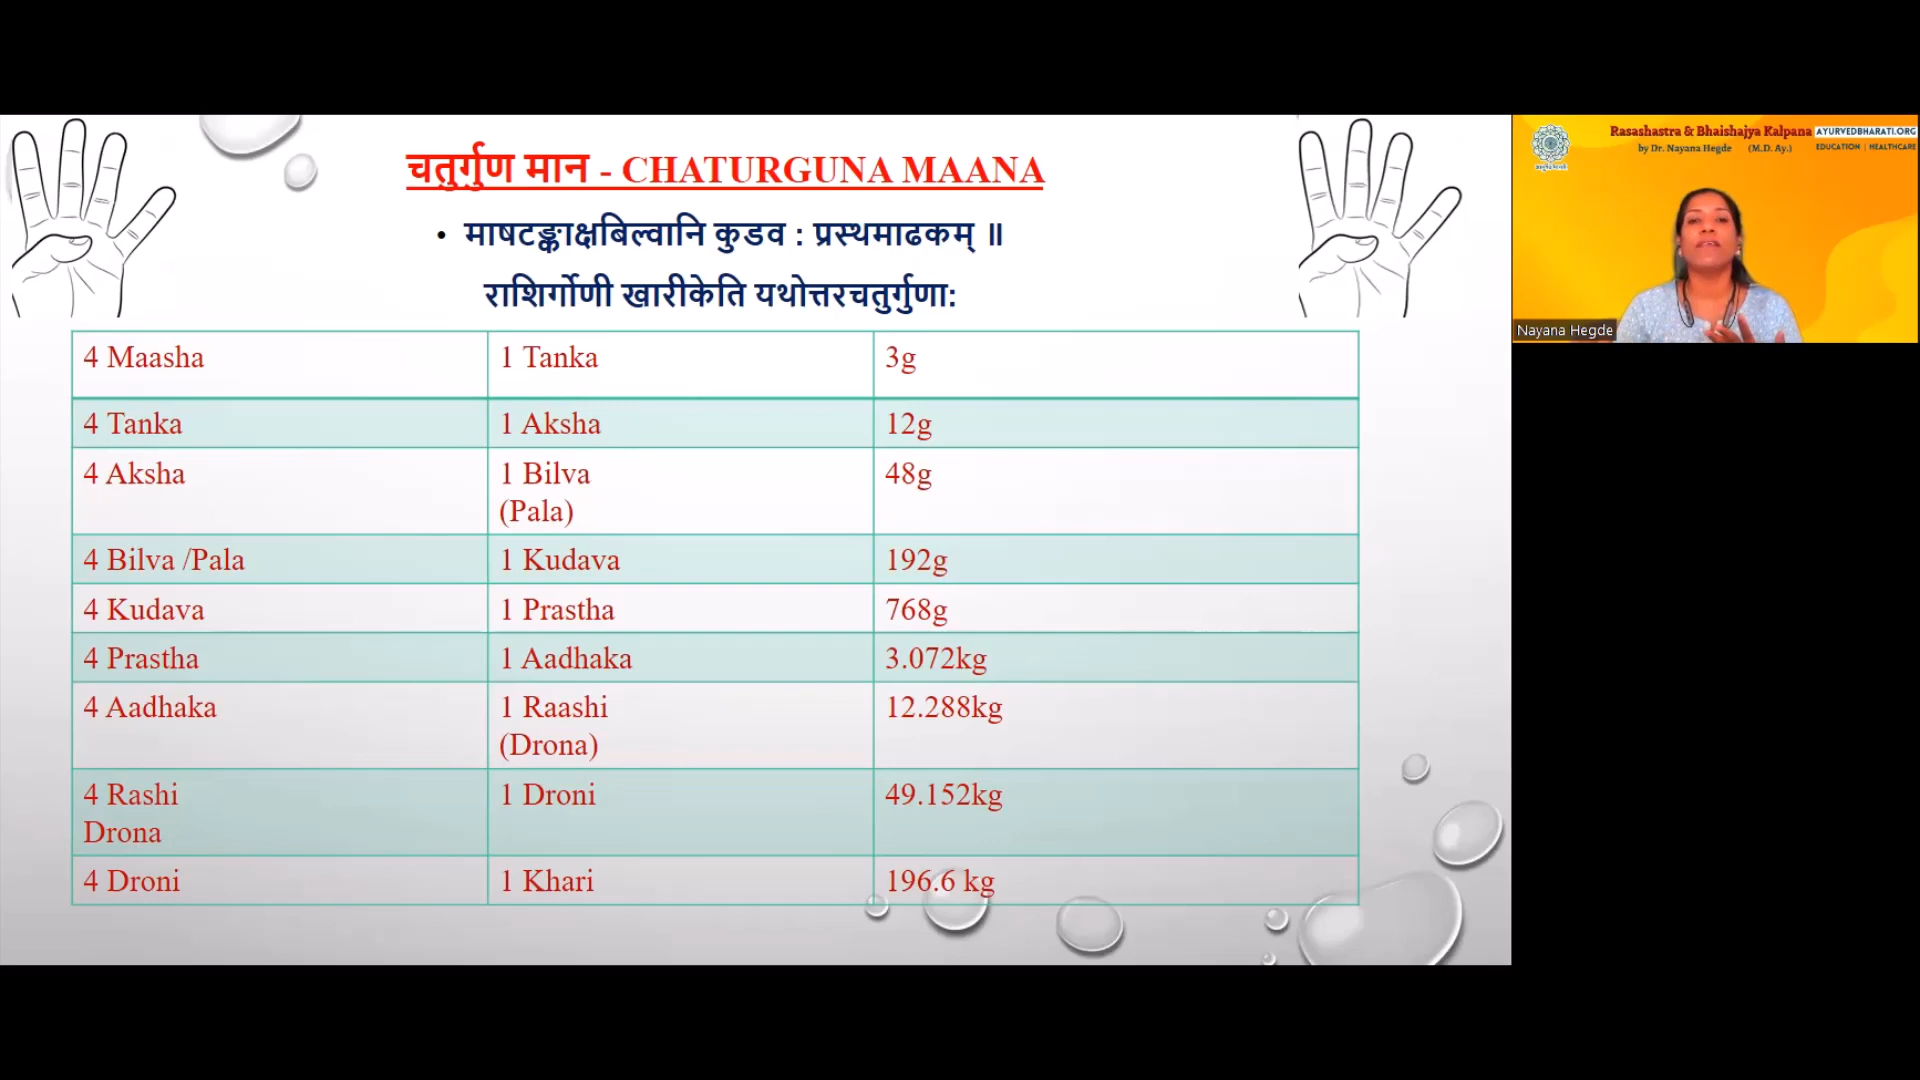 चतुर्गुण मान - CHATURGUNA MAANA
• माषटङ्काक्षबिल्वानि कुडव : प्रस्थमाढकम् ॥
राशिर्गोणी खारीकेति यथोत्तरचतुर्गुणा:
4 Maasha 1 Tanka 3g
4 Tanka 1 Aksha 12g
4 Aksha 1 Bilva 48g
(Pala)
4 Bilva /Pala 1 Kudava 192g
4 Kudava 1 Prastha 768g
4 Prastha 1 Aadhaka 3.072kg
4 Aadhaka 1 Raashi 12.288kg
(Drona)
4 Rashi 1 Droni 49.152kg
Drona
4 Droni 1 Khari 196.6 kg
Rasashastra & Bhaishajya Kalpana AYURVEDBHARATI.ORG
by Dr. Nayana Hegde (M.D. Ay.) EDUCATION | HEALTHCARE
Nayana Hegde